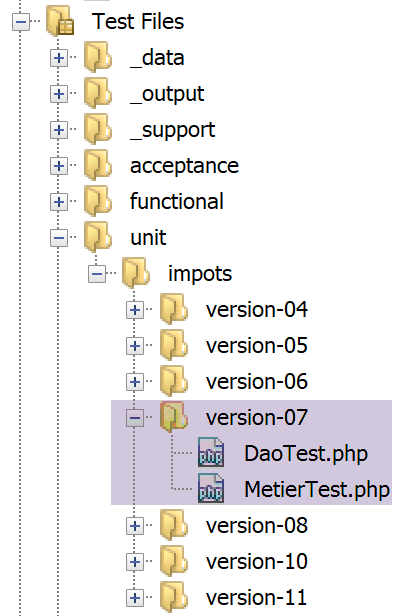 Test Files
_data
_output
_support
acceptance
functional
unit
impots
version-04
version-05
version-06
version-07
DaoTest.php
MetierTest.php
version-08
version-10
version-11